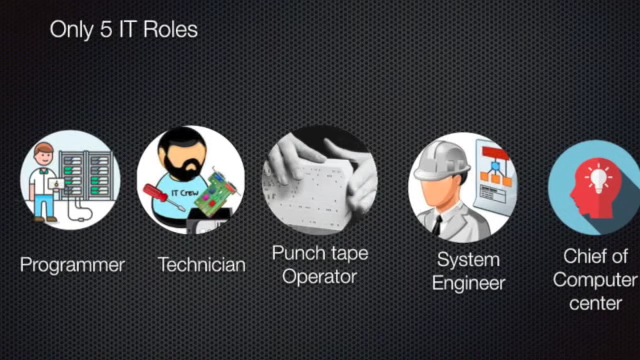 Only 5 IT Roles
IT Crew
Programmer
Technician
Punch tape
Operator
System
Engineer
Chief of
Computer
center